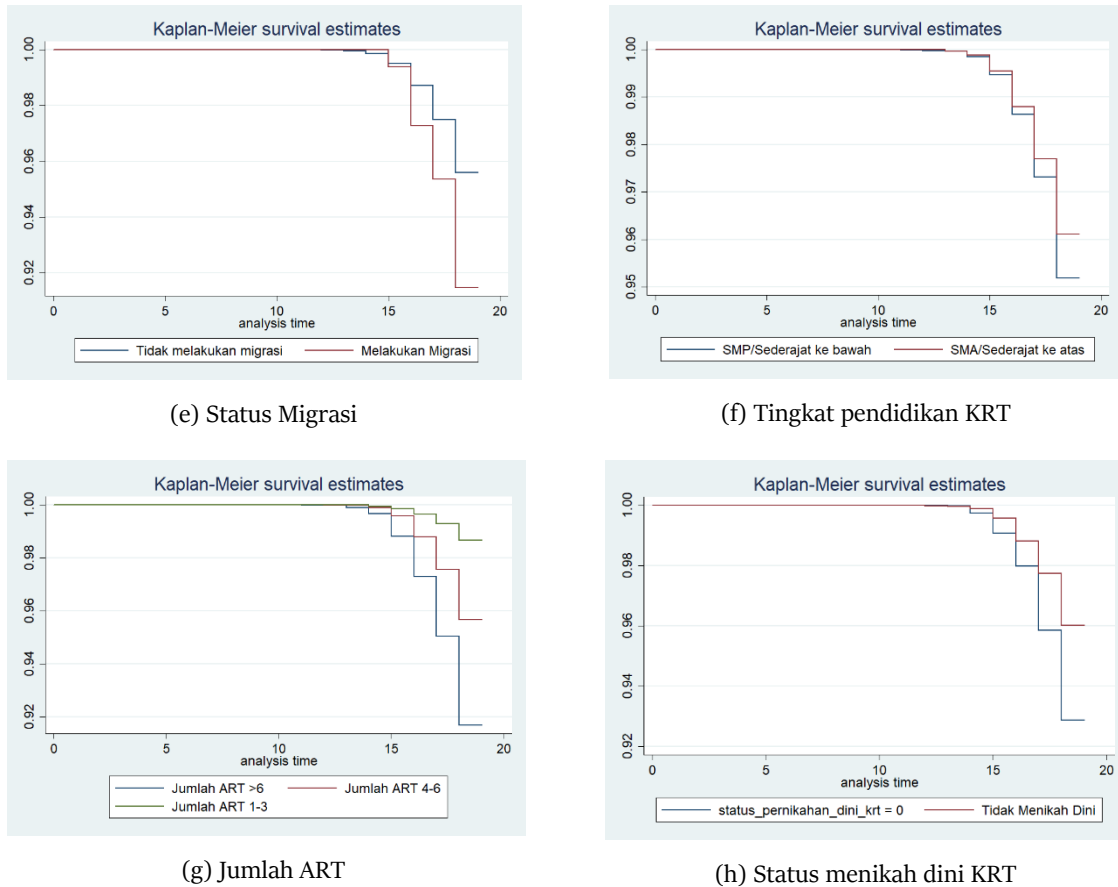 Kaplan-Meier survival estimates
1.00
0.98
0.96
0.94
0.92
0 5 10 15 20
analysis time
Tidak melakukan migrasi Melakukan Migrasi
(e) Status Migrasi
Kaplan-Meier survival estimates
1.00
0.99
0.98
0.97
0.96
0.95
0 5 10 15 20
analysis time
SMP/Sederajat ke bawah SMA/Sederajat ke atas
(f) Tingkat pendidikan KRT
Kaplan-Meier survival estimates
1.00
0.98
0.96
0.94
0.92
0 5 10 15 20
analysis time
Jumlah ART >6 Jumlah ART 4-6
Jumlah ART 1-3
(g) Jumlah ART
Kaplan-Meier survival estimates
1.00
0.98
0.96
0.94
0.92
0 5 10 15 20
analysis time
status_pernikahan_dini_krt = 0 Tidak Menikah Dini
(h) Status menikah dini KRT